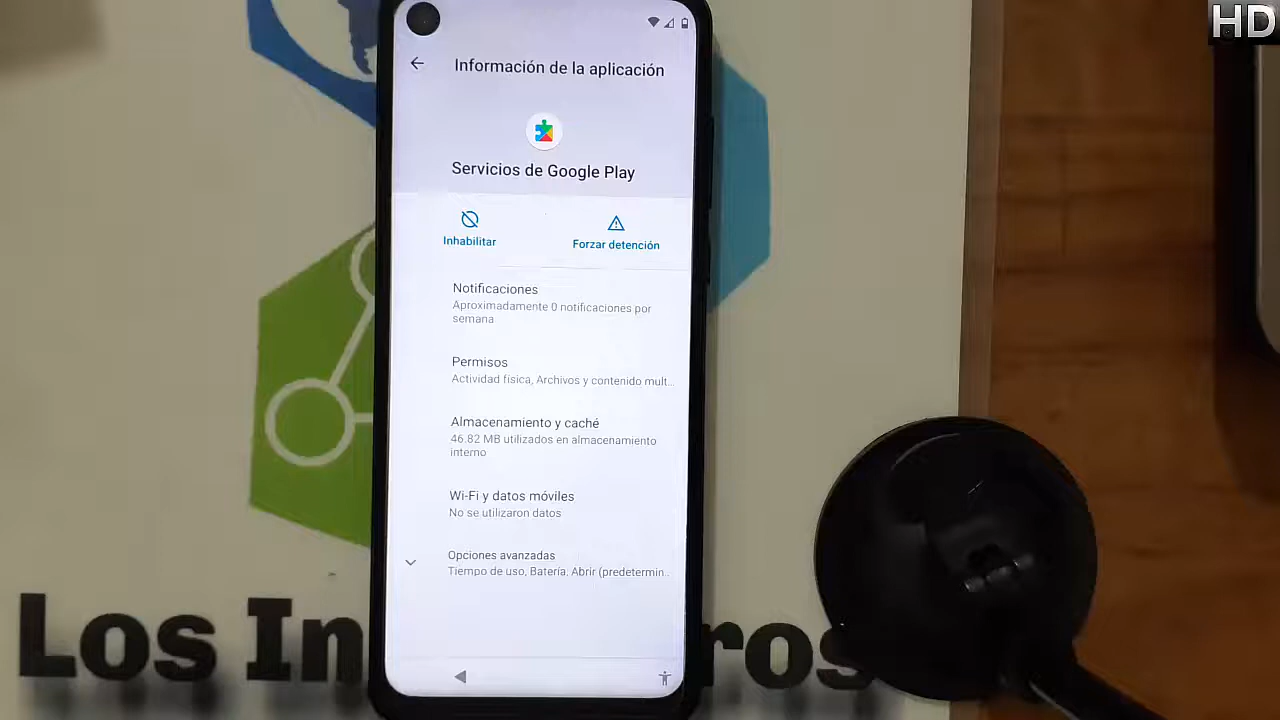 HD
Información de la aplicación
Servicios de Google Play
Inhabilitar
Forzar detención
Notificaciones
Aproximadamente 0 notificaciones por
semana
Permisos
Actividad física, Archivos y contenido mult...
Almacenamiento y caché
46.82 MB utilizados en almacenamiento
interno
Wi-Fi y datos móviles
No se utilizaron datos
Opciones avanzadas
Tiempo de uso, Batería, Abrir (predetermin..
Los In ros